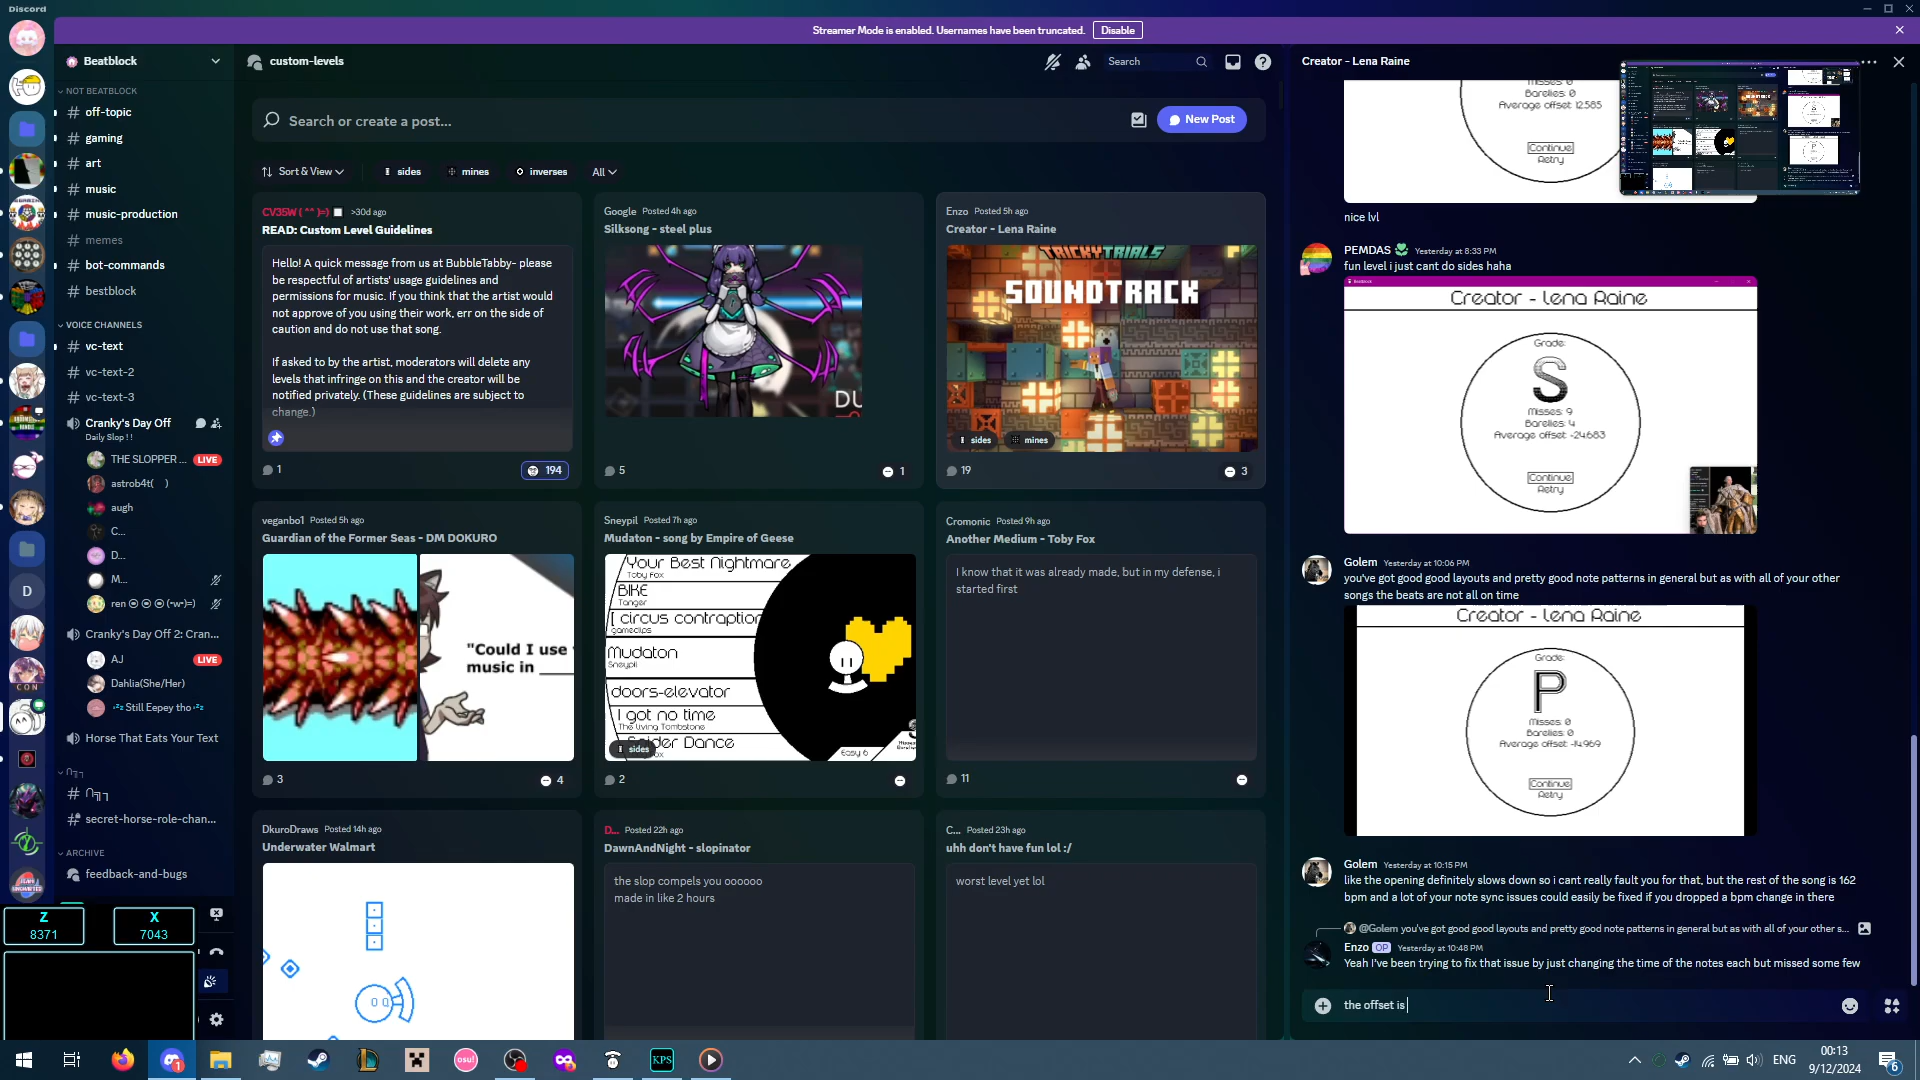 Discord
Streamer Mode is enabled. Usernames have been truncated. Disable
Beatblock
NOT BEATBLOCK
off-topic
gaming
art
music
music-production
memes
bot-commands
bestblock
VOICE CHANNELS
vc-text
vc-text-2
vc-text-3
Cranky's Day Off
Daily Slop ! !
THE SLOPPER ... LIVE
astrob4t( )
augh
C...
D...
M...
ren
Cranky's Day Off 2: Cran...
AJ LIVE
Dahlia(She/Her)
Still Eepey tho
Horse That Eats Your Text
secret-horse-role-chan...
ARCHIVE
feedback-and-bugs
Z
8371
X
7043
custom-levels
Search
Search or create a post...
New Post
Sort & View
sides
mines
inverses
All
CV35W ( ^^ )=) >30d ago
READ: Custom Level Guidelines
Hello! A quick message from us at BubbleTabby- please
be respectful of artists' usage guidelines and
permissions for music. If you think that the artist would
not approve of you using their work, err on the side of
caution and do not use that song.
If asked to by the artist, moderators will delete any
levels that infringe on this and the creator will be
notified privately. (These guidelines are subject to
change.)
1
194
Google Posted 4h ago
Silksong - steel plus
DU
5
1
Enzo Posted 5h ago
Creator - Lena Raine
TRICKY TRIALS
SOUNDTRACK
sides
mines
19
3
veganbo1 Posted 5h ago
Guardian of the Former Seas - DM DOKURO
"Could I use
music in
3
4
Sneypil Posted 7h ago
Mudaton - song by Empire of Geese
Your Best Nightmare
Toby Fox
BIKE
Tanger
[ circus contraption
gameclips
Mudaton
Sneypil
doors-elevator
I got no time
The Living Tombstone
Spider Dance
Easy 6
sides
2
Cromonic Posted 9h ago
Another Medium - Toby Fox
I know that it was already made, but in my defense, i
started first
11
DkuroDraws Posted 14h ago
Underwater Walmart
D... Posted 22h ago
DawnAndNight - slopinator
the slop compels you oooooo
made in like 2 hours
C... Posted 23h ago
uhh don't have fun lol :/
worst level yet lol
Creator - Lena Raine
Misses: 0
Barelies: 0
Average offset 12.585
Continue
Retry
nice lvl
PEMDAS Yesterday at 8:33 PM
fun level i just cant do sides haha
Beatblock
Creator - Lena Raine
Grade:
S
Misses: 9
Barelies: 4
Average offset -24.683
Continue
Retry
Golem Yesterday at 10:06 PM
you've got good good layouts and pretty good note patterns in general but as with all of your other
songs the beats are not all on time
Creator - Lena Raine
Grade:
P
Misses: 0
Barelies: 0
Average offset: -14.969
Continue
Retry
Golem Yesterday at 10:15 PM
like the opening definitely slows down so i cant really fault you for that, but the rest of the song is 162
bpm and a lot of your note sync issues could easily be fixed if you dropped a bpm change in there
@Golem you've got good good layouts and pretty good note patterns in general but as with all of your other s...
Enzo OP Yesterday at 10:48 PM
Yeah I've been trying to fix that issue by just changing the time of the notes each but missed some few
the offset is
osu!
KPS
ENG
00:13
9/12/2024
6